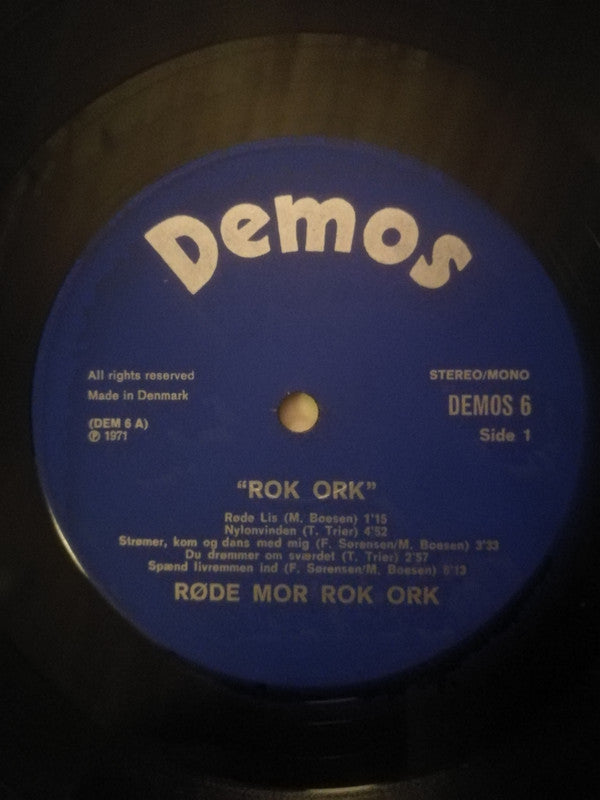 Demos
All rights reserved
Made in Denmark
(DEM 6 A)
℗ 1971
STEREO/MONO
DEMOS 6
Side 1
"ROK ORK"
Røde Lis (M. Boesen) 1'15
Nylonvinden (T. Trier) 4'52
Strømer, kom og dans med mig (F. Sørensen/M. Boesen) 3'33
Du drømmer om sværdet (T. Trier) 2'57
Spænd livremmen ind (F. Sørensen/M. Boesen) 6'13
RØDE MOR ROK ORK